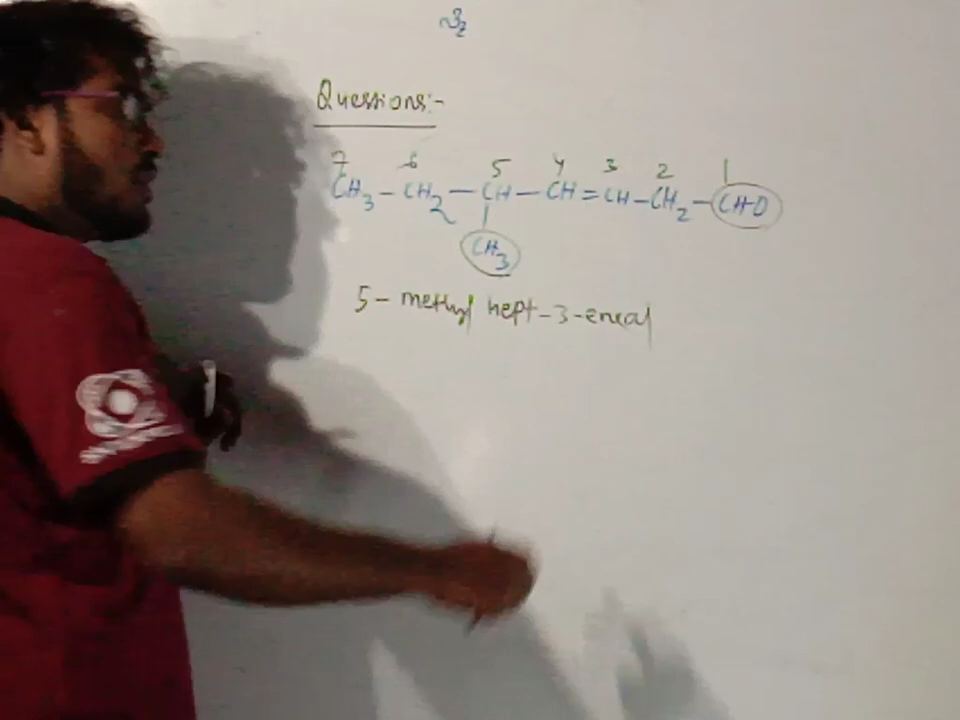 Questions:-
7 6 5 4 3 2 1
CH3 - CH2 - CH - CH = CH - CH2 - CHO
CH3
5 - methyl hept - 3 - eneal